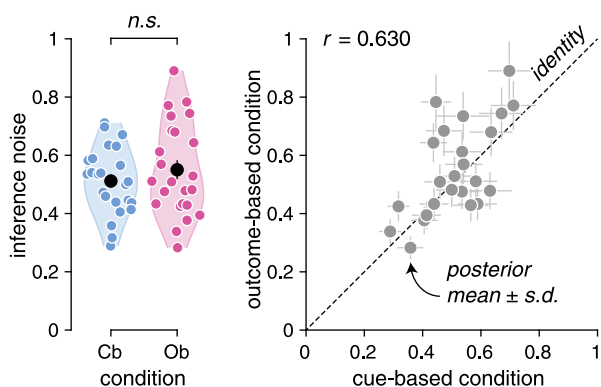 n.s.
1
0.8
0.6
0.4
0.2
0
inference noise
Cb
Ob
condition
r = 0.630
identity
1
0.8
0.6
0.4
0.2
0
outcome-based condition
posterior
mean ± s.d.
0
0.2
0.4
0.6
0.8
1
cue-based condition